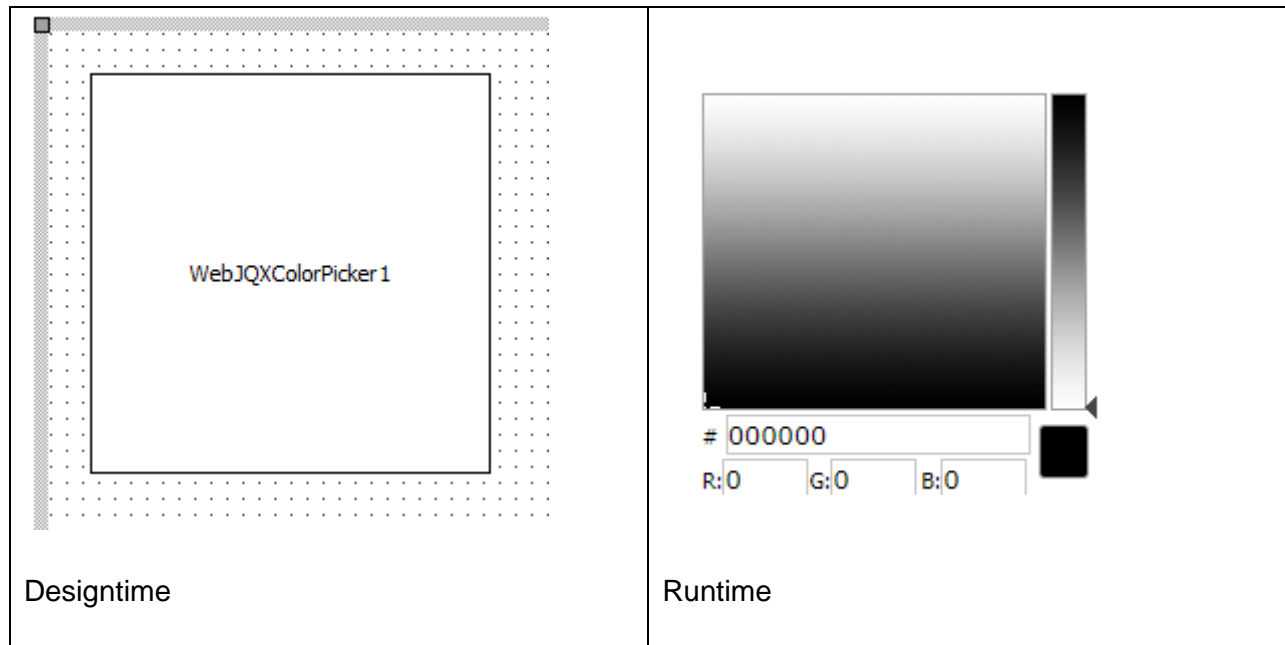 WebJQXColorPicker1
Designtime
# 000000
R: 0 G: 0 B: 0
Runtime